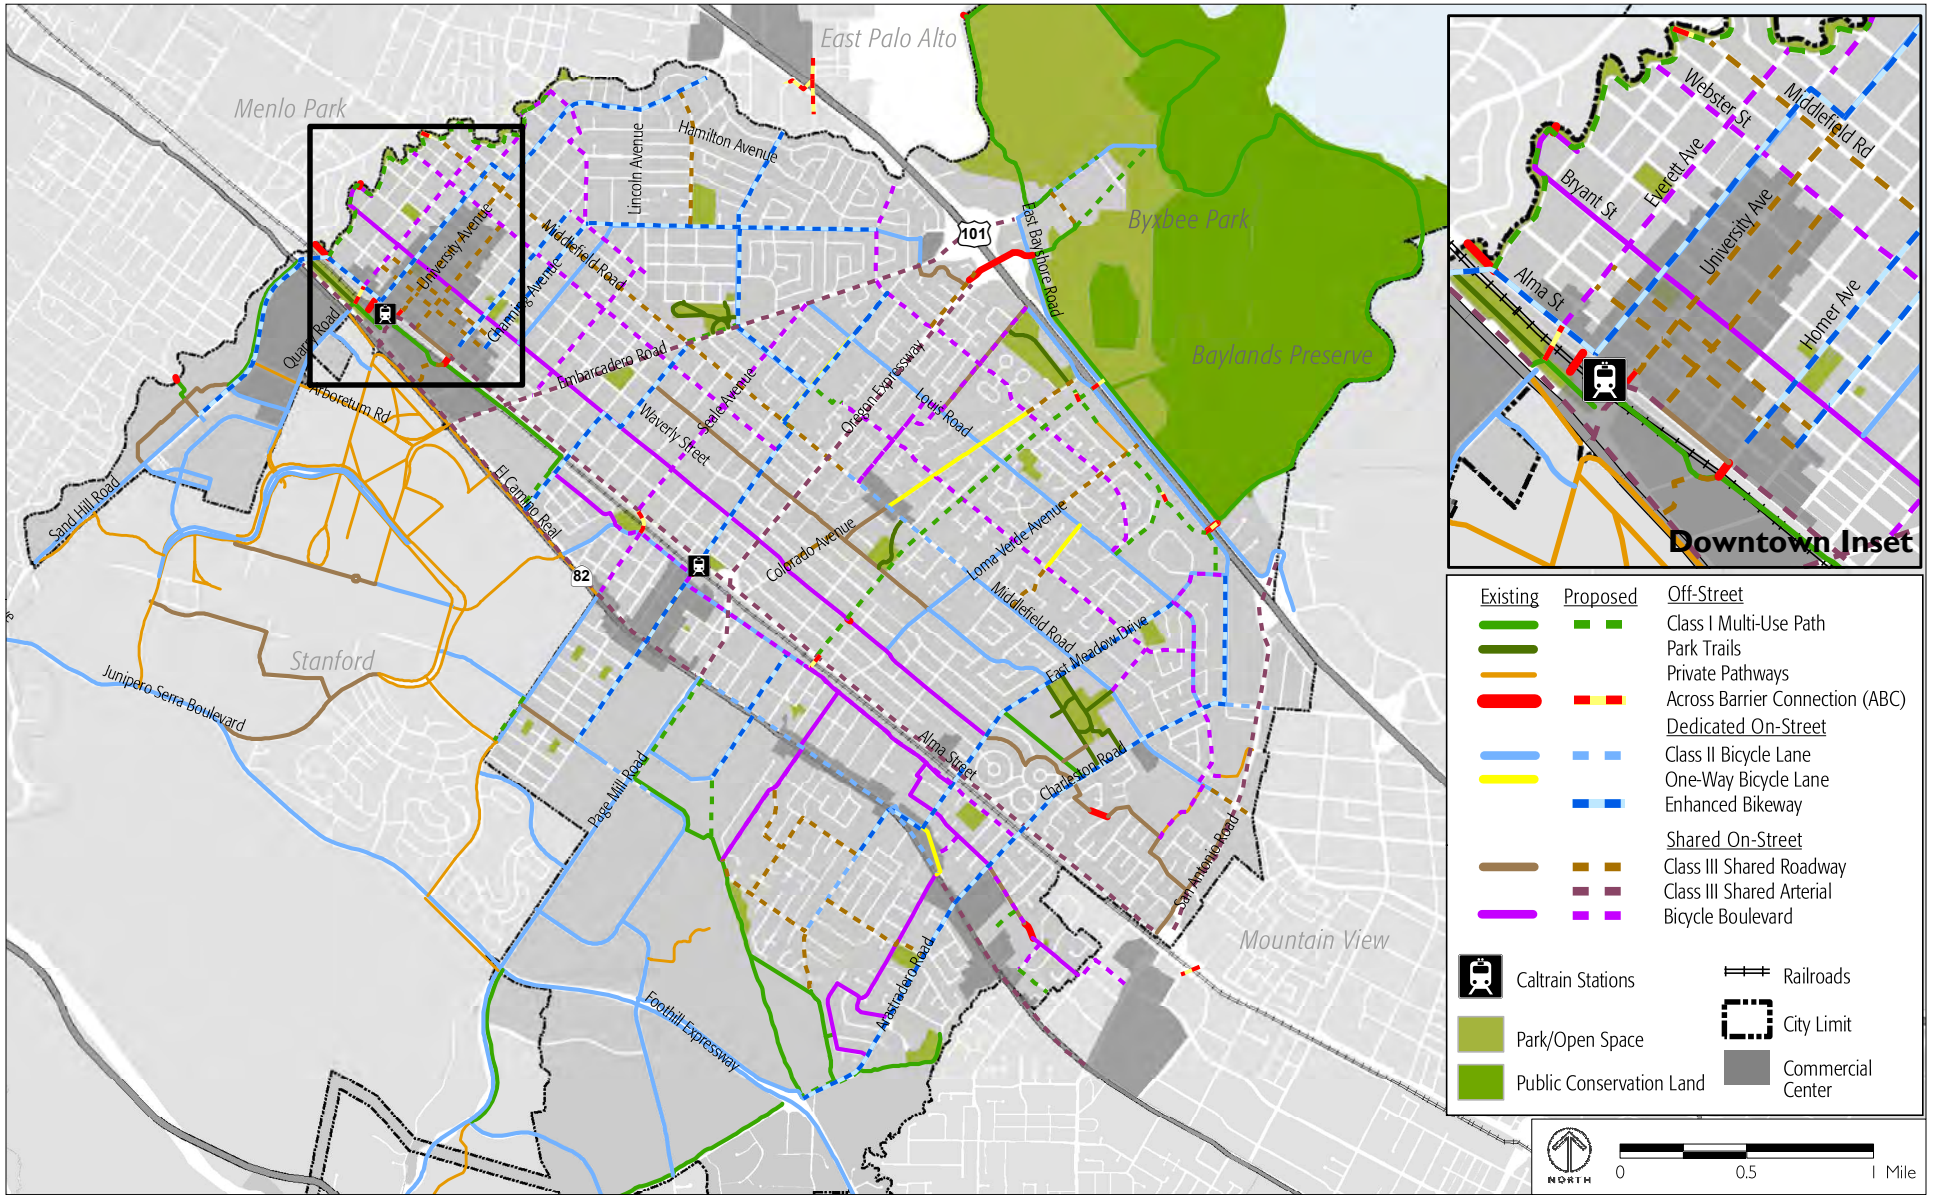 East Palo Alto
Menlo Park
Lincoln Avenue
Hamilton Avenue
University Avenue
Middlefield Road
Channing Avenue
101
East Bayshore Road
Byxbee Park
Baylands Preserve
Quarry Road
Arboretum Rd
Embarcadero Road
Seale Avenue
Waverly Street
Oregon Expressway
Louis Road
Sand Hill Road
El Camino Real
82
Colorado Avenue
Loma Verde Avenue
Middlefield Road
East Meadow Drive
Stanford
Junipero Serra Boulevard
Page Mill Road
Alma Street
Charleston Road
San Antonio Road
Arastradero Road
Foothill Expressway
Mountain View
Webster St
Middlefield Rd
Everett Ave
Bryant St
University Ave
Alma St
Homer Ave
Downtown Inset
Existing Proposed Off-Street
Class I Multi-Use Path
Park Trails
Private Pathways
Across Barrier Connection (ABC)
Dedicated On-Street
Class II Bicycle Lane
One-Way Bicycle Lane
Enhanced Bikeway
Shared On-Street
Class III Shared Roadway
Class III Shared Arterial
Bicycle Boulevard
Caltrain Stations
Railroads
Park/Open Space
City Limit
Public Conservation Land
Commercial
Center
NORTH
0 0.5 1 Mile